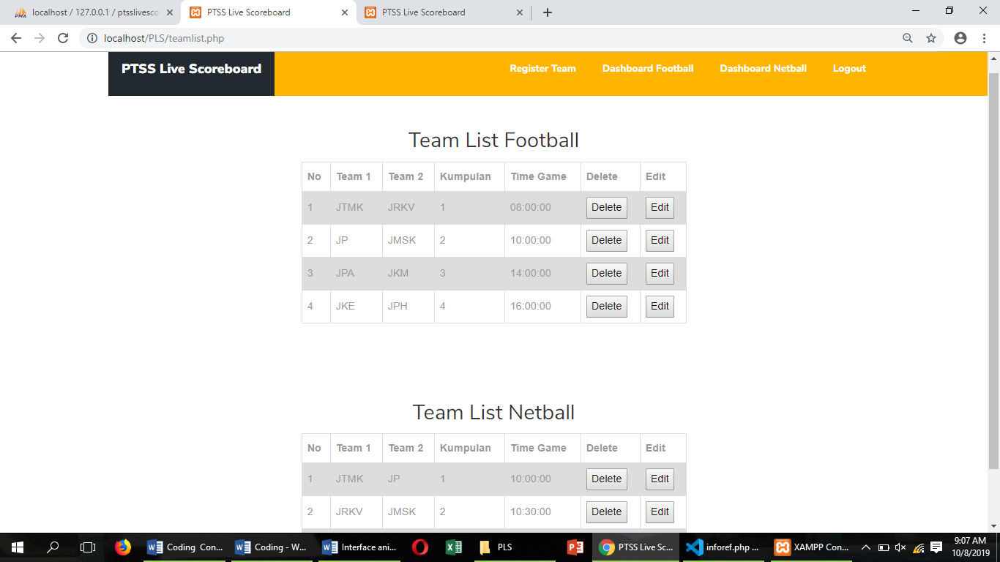 localhost / 127.0.0.1 / ptsslivesco
PTSS Live Scoreboard
PTSS Live Scoreboard
localhost/PLS/teamlist.php
PTSS Live Scoreboard
Register Team Dashboard Football Dashboard Netball Logout
Team List Football
No Team 1 Team 2 Kumpulan Time Game Delete Edit
1 JTMK JRKV 1 08:00:00 Delete Edit
2 JP JMSK 2 10:00:00 Delete Edit
3 JPA JKM 3 14:00:00 Delete Edit
4 JKE JPH 4 16:00:00 Delete Edit
Team List Netball
No Team 1 Team 2 Kumpulan Time Game Delete Edit
1 JTMK JP 1 10:00:00 Delete Edit
2 JRKV JMSK 2 10:30:00 Delete Edit
Coding Con... Coding - W... Interface ani... PLS PTSS Live Sc... inforef.php ... XAMPP Con...
9:07 AM
10/8/2019